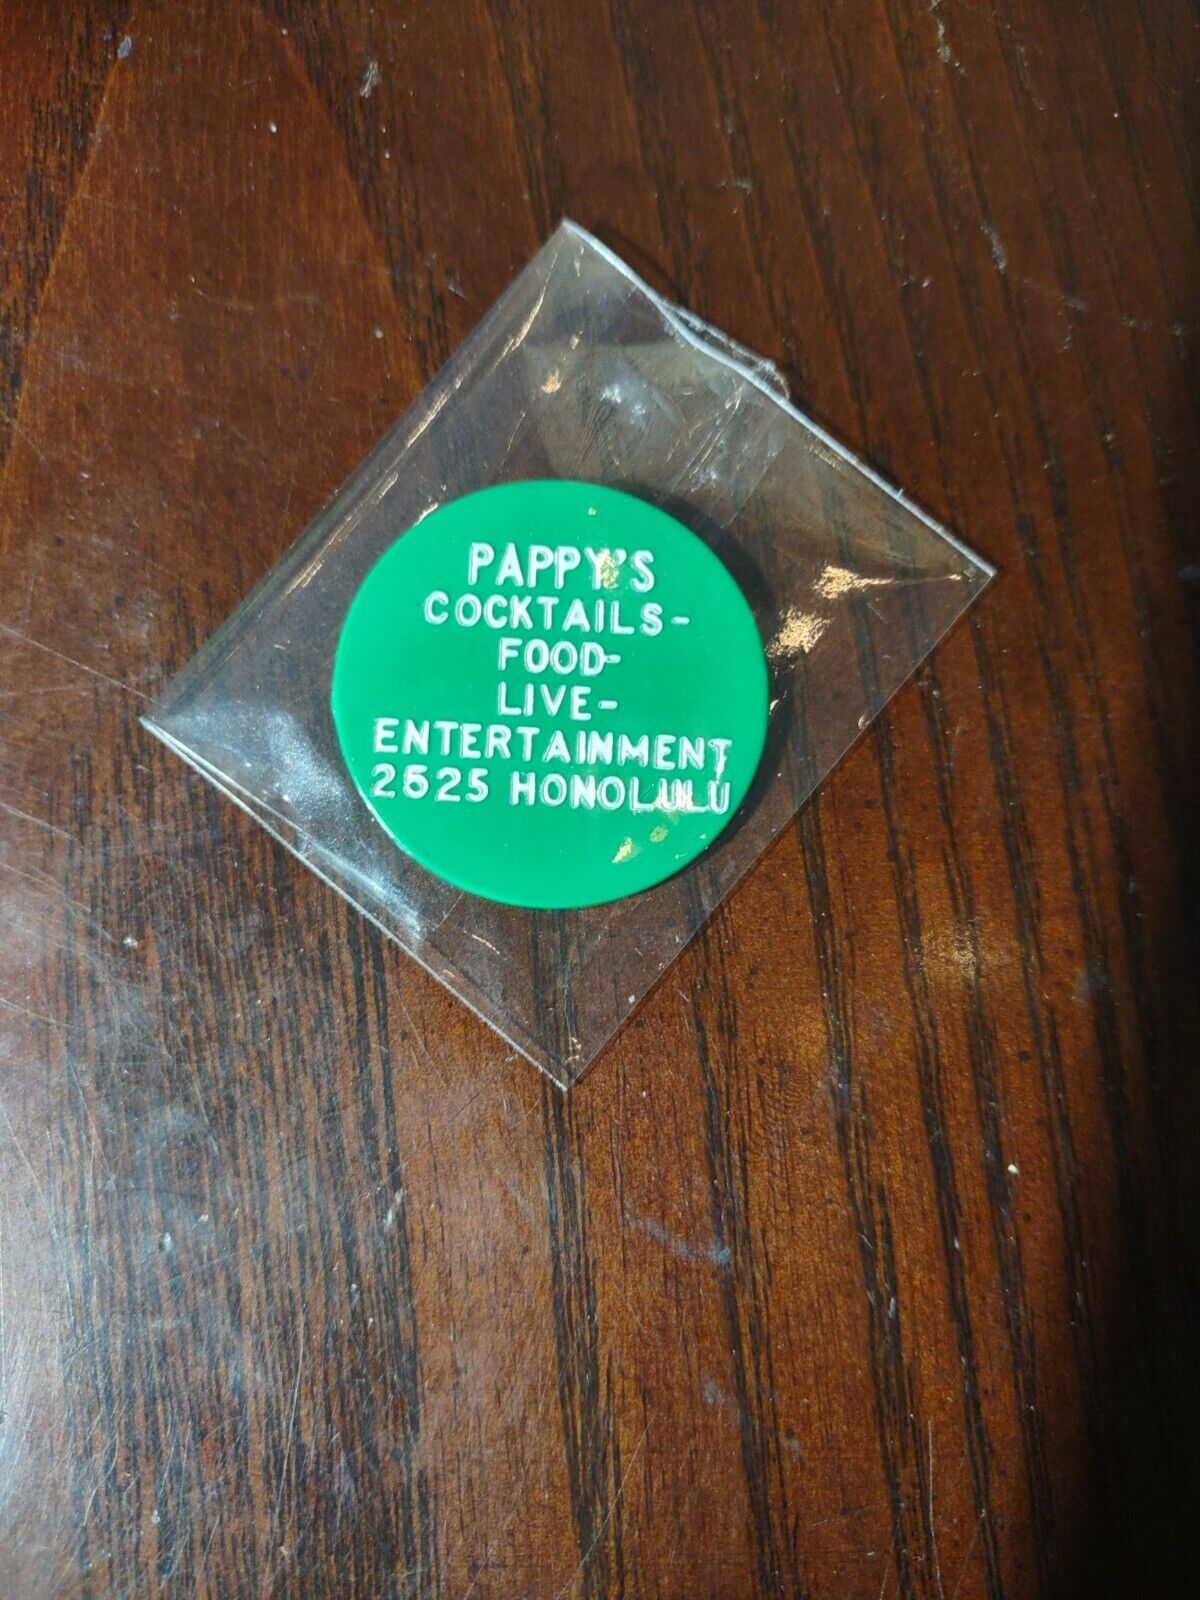 PAPPY'S
COCKTAILS-
FOOD-
LIVE-
ENTERTAINMENT
2525 HONOLULU